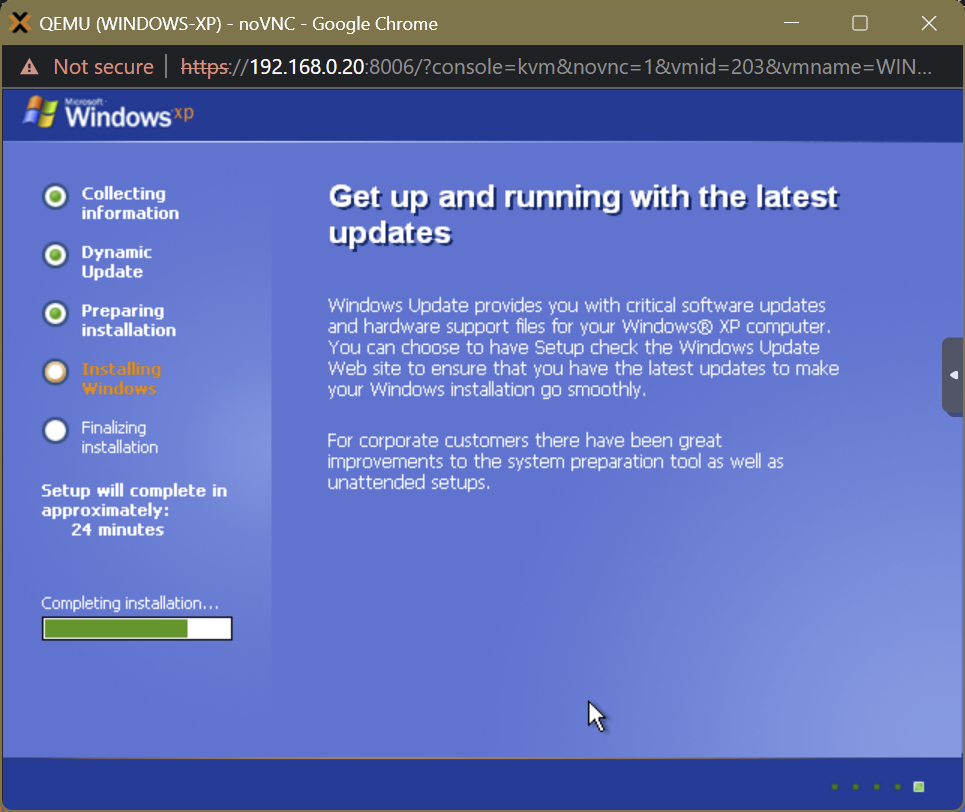 QEMU (WINDOWS-XP) - noVNC - Google Chrome
Not secure | https://192.168.0.20:8006/?console=kvm&novnc=1&vmid=203&vmname=WIN...
Microsoft
Windows xp
Collecting
information
Dynamic
Update
Preparing
installation
Installing
Windows
Finalizing
installation
Setup will complete in
approximately:
24 minutes
Completing installation...
Get up and running with the latest
updates
Windows Update provides you with critical software updates
and hardware support files for your Windows® XP computer.
You can choose to have Setup check the Windows Update
Web site to ensure that you have the latest updates to make
your Windows installation go smoothly.
For corporate customers there have been great
improvements to the system preparation tool as well as
unattended setups.